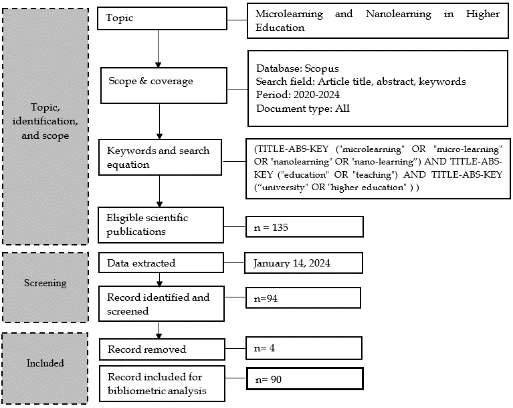 Topic
Microlearning and Nanolearning in Higher
Education
Topic,
identification,
and scope
Scope & coverage
Database: Scopus
Search field: Article title, abstract, keywords
Period: 2020-2024
Document type: All
Keywords and search
equation
(TITLE-ABS-KEY ("microlearning" OR "micro-learning"
OR "nanolearning" OR "nano-learning") AND TITLE-ABS-
KEY ("education" OR "teaching") AND TITLE-ABS-KEY
("university" OR "higher education" ) )
Eligible scientific
publications
n = 135
Screening
Data extracted
January 14, 2024
Record identified and
screened
n=94
Included
Record removed
n= 4
Record included for
bibliometric analysis
n= 90